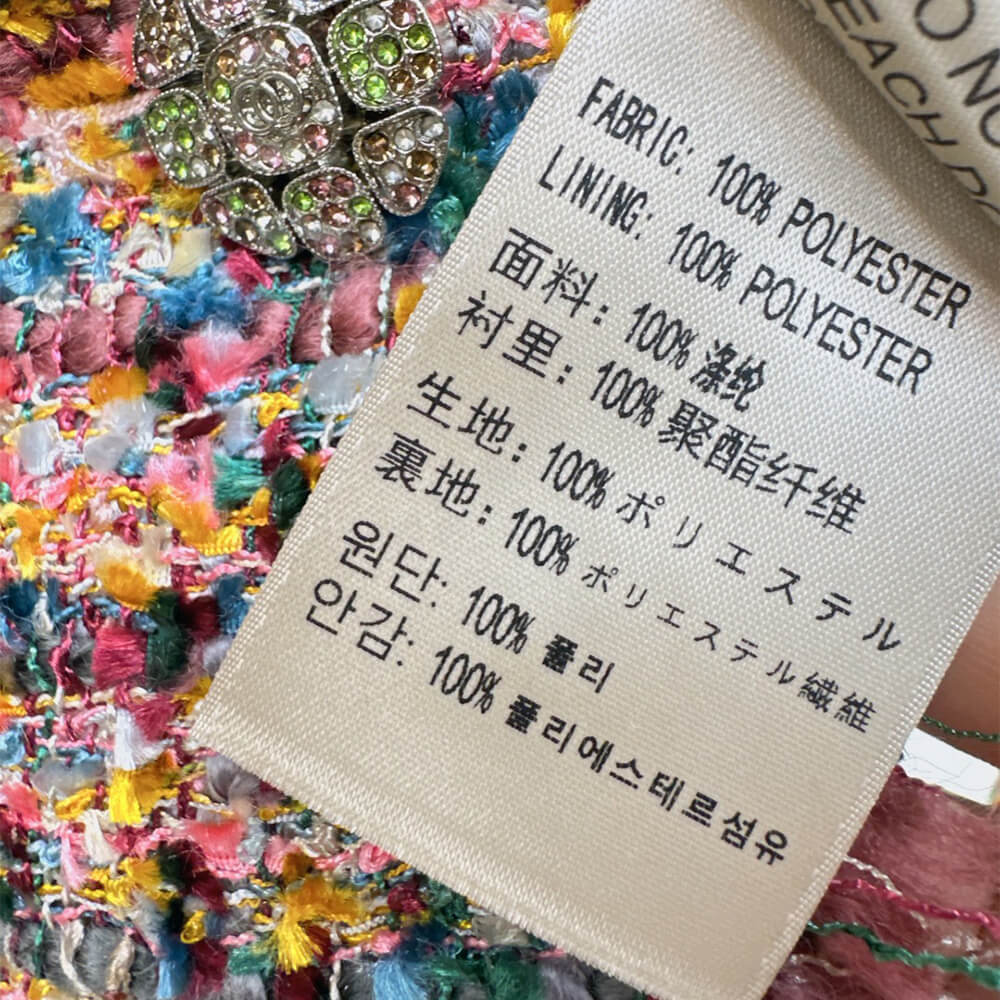 O NO
EACH
FABRIC: 100% POLYESTER
LINING: 100% POLYESTER
面料: 100% 涤纶
衬里: 100% 聚酯纤维
生地: 100% ポリエステル
裏地: 100% ポリエステル繊維
원단: 100% 폴리
안감: 100% 폴리에스테르섬유